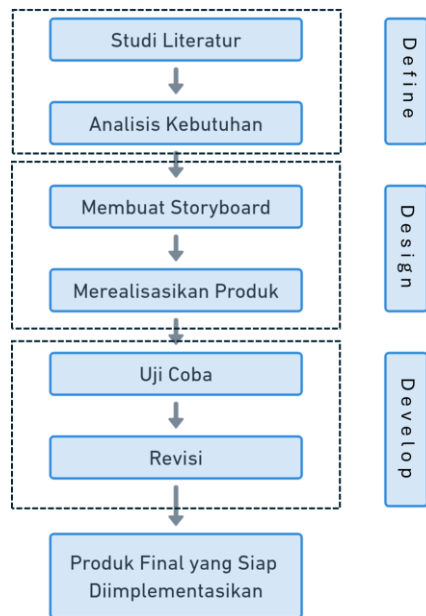 Studi Literatur
Define
Analisis Kebutuhan
Membuat Storyboard
Design
Merealisasikan Produk
Uji Coba
Develop
Revisi
Produk Final yang Siap
Diimplementasikan